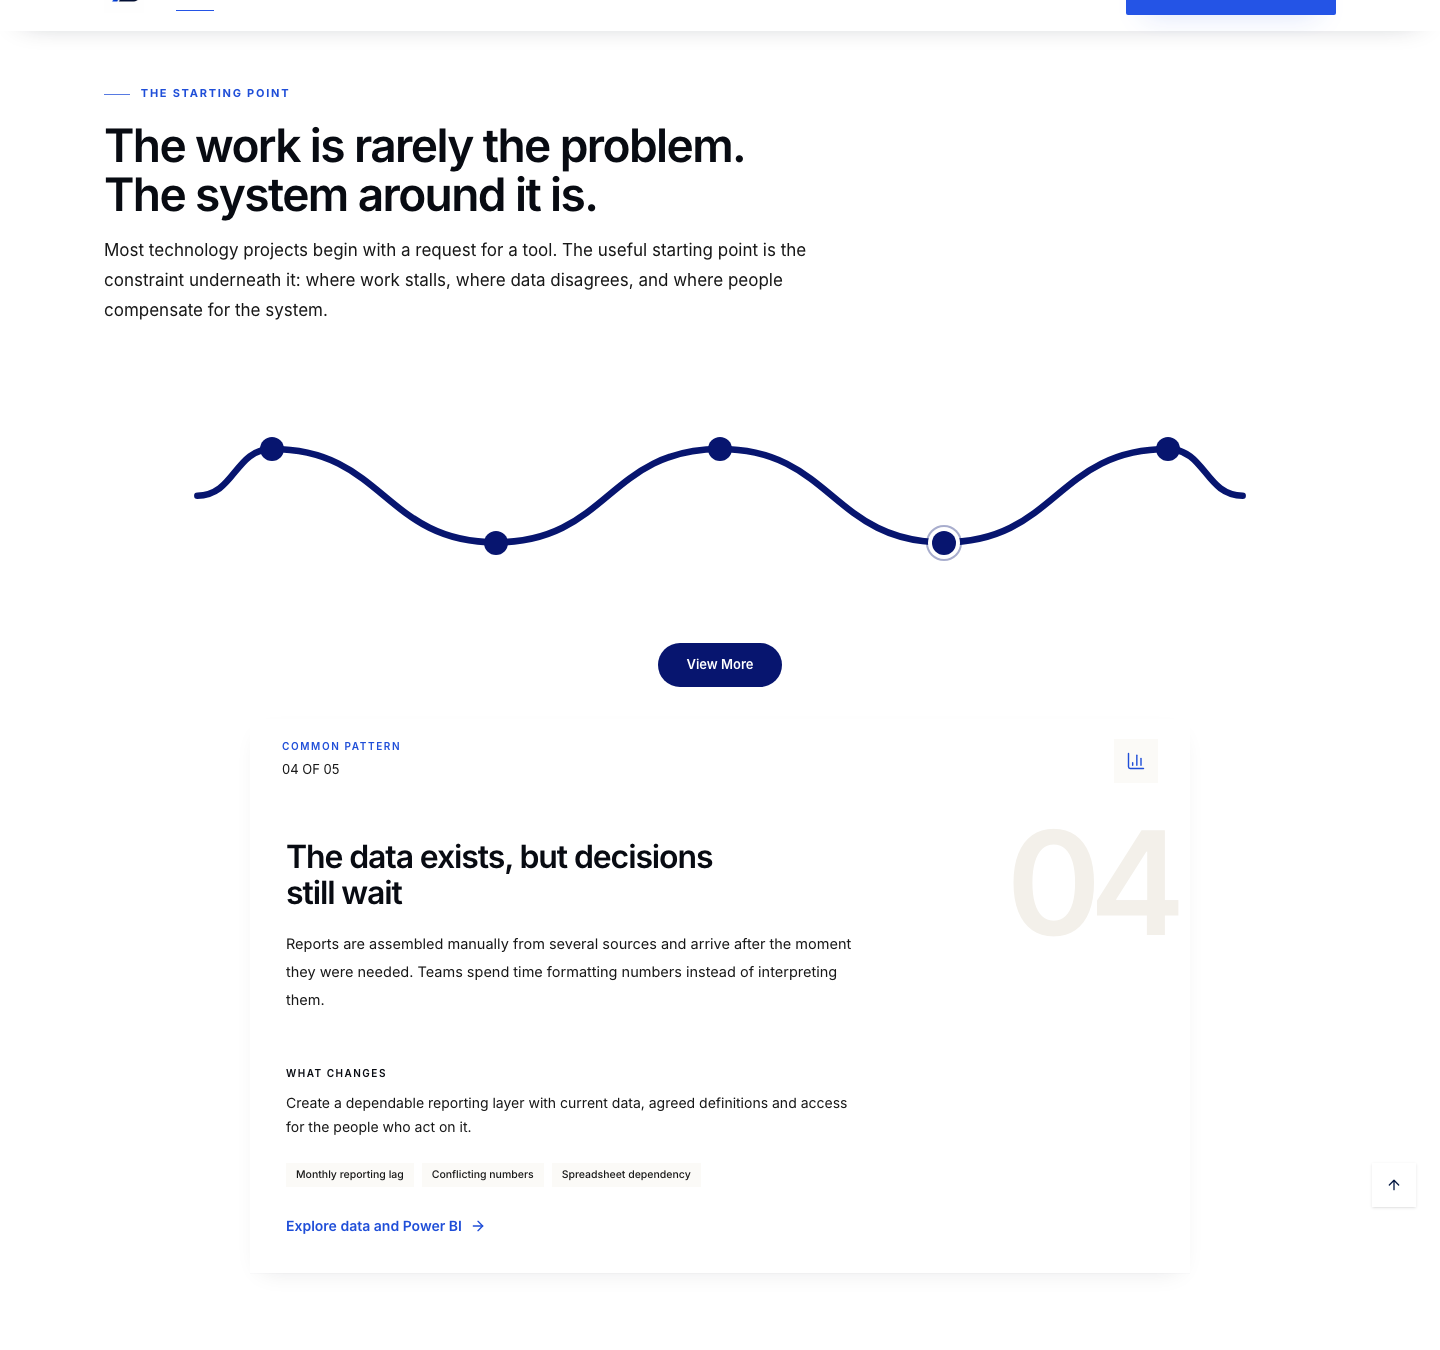 THE STARTING POINT
The work is rarely the problem.
The system around it is.
Most technology projects begin with a request for a tool. The useful starting point is the
constraint underneath it: where work stalls, where data disagrees, and where people
compensate for the system.
View More
COMMON PATTERN
04 OF 05
04
The data exists, but decisions
still wait
Reports are assembled manually from several sources and arrive after the moment
they were needed. Teams spend time formatting numbers instead of interpreting
them.
WHAT CHANGES
Create a dependable reporting layer with current data, agreed definitions and access
for the people who act on it.
Monthly reporting lag
Conflicting numbers
Spreadsheet dependency
Explore data and Power BI